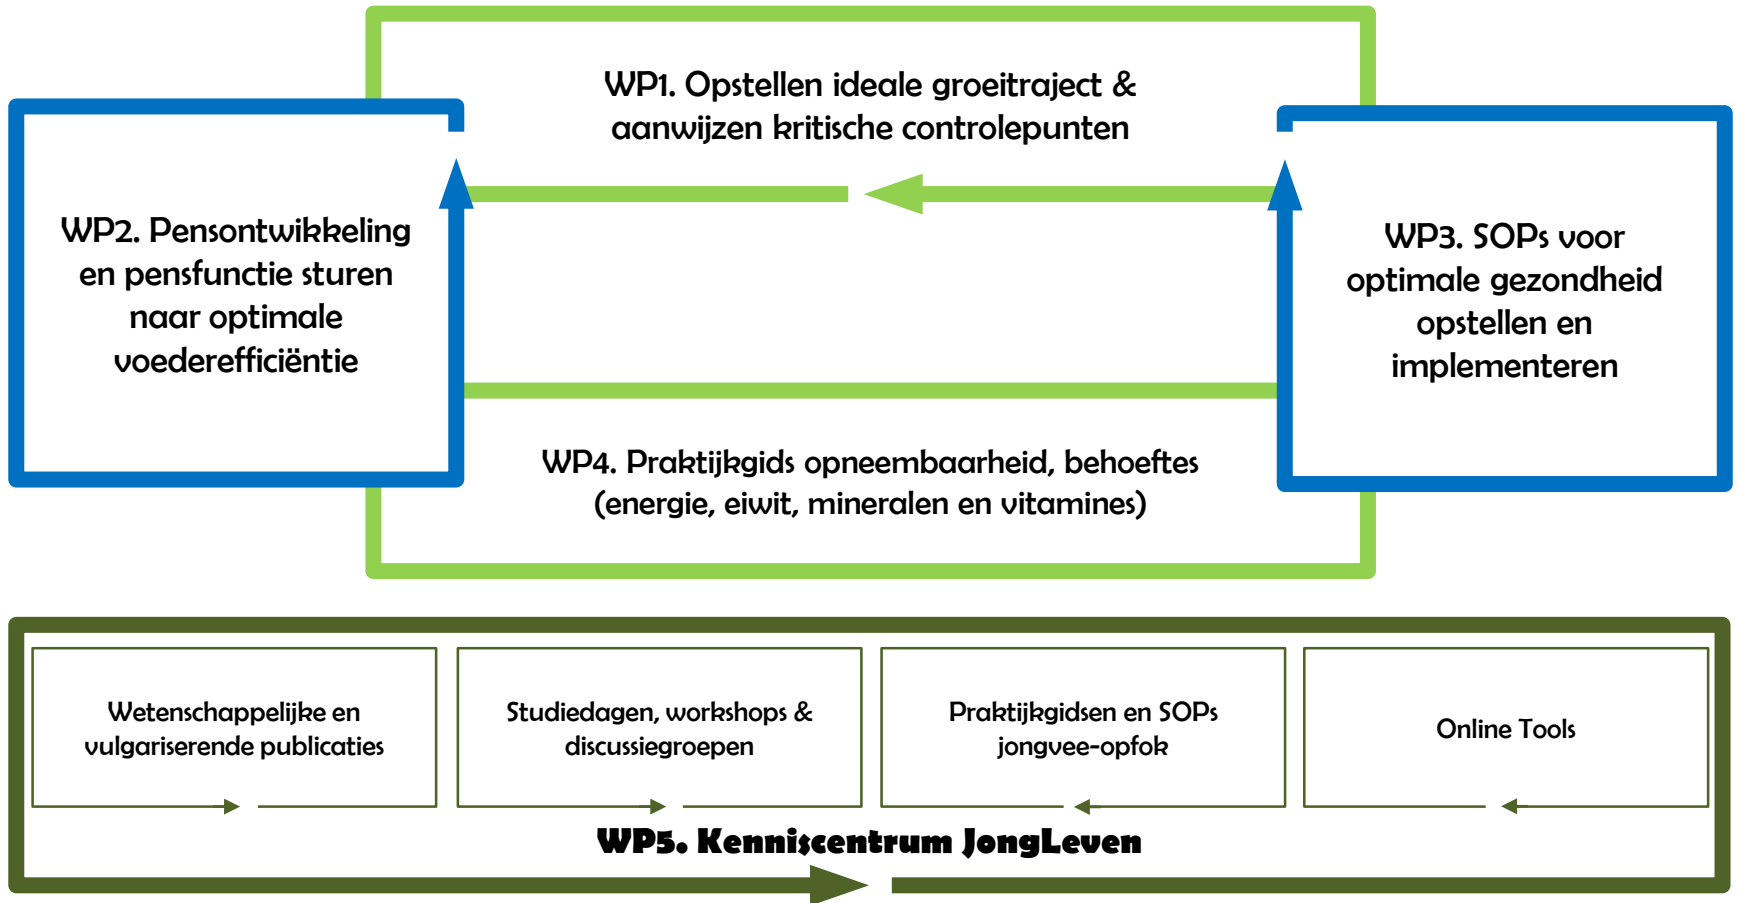 WP1. Opstellen ideale groeitraject &
aanwijzen kritische controlepunten
WP2. Pensontwikkeling
en pensfunctie sturen
naar optimale
voederefficiëntie
WP3. SOPs voor
optimale gezondheid
opstellen en
implementeren
WP4. Praktijkgids opneembaarheid, behoeftes
(energie, eiwit, mineralen en vitamines)
Wetenschappelijke en
vulgariserende publicaties
Studiedagen, workshops &
discussiegroepen
Praktijkgidsen en SOPs
jongvee-opfok
Online Tools
WP5. Kenniscentrum JongLeven